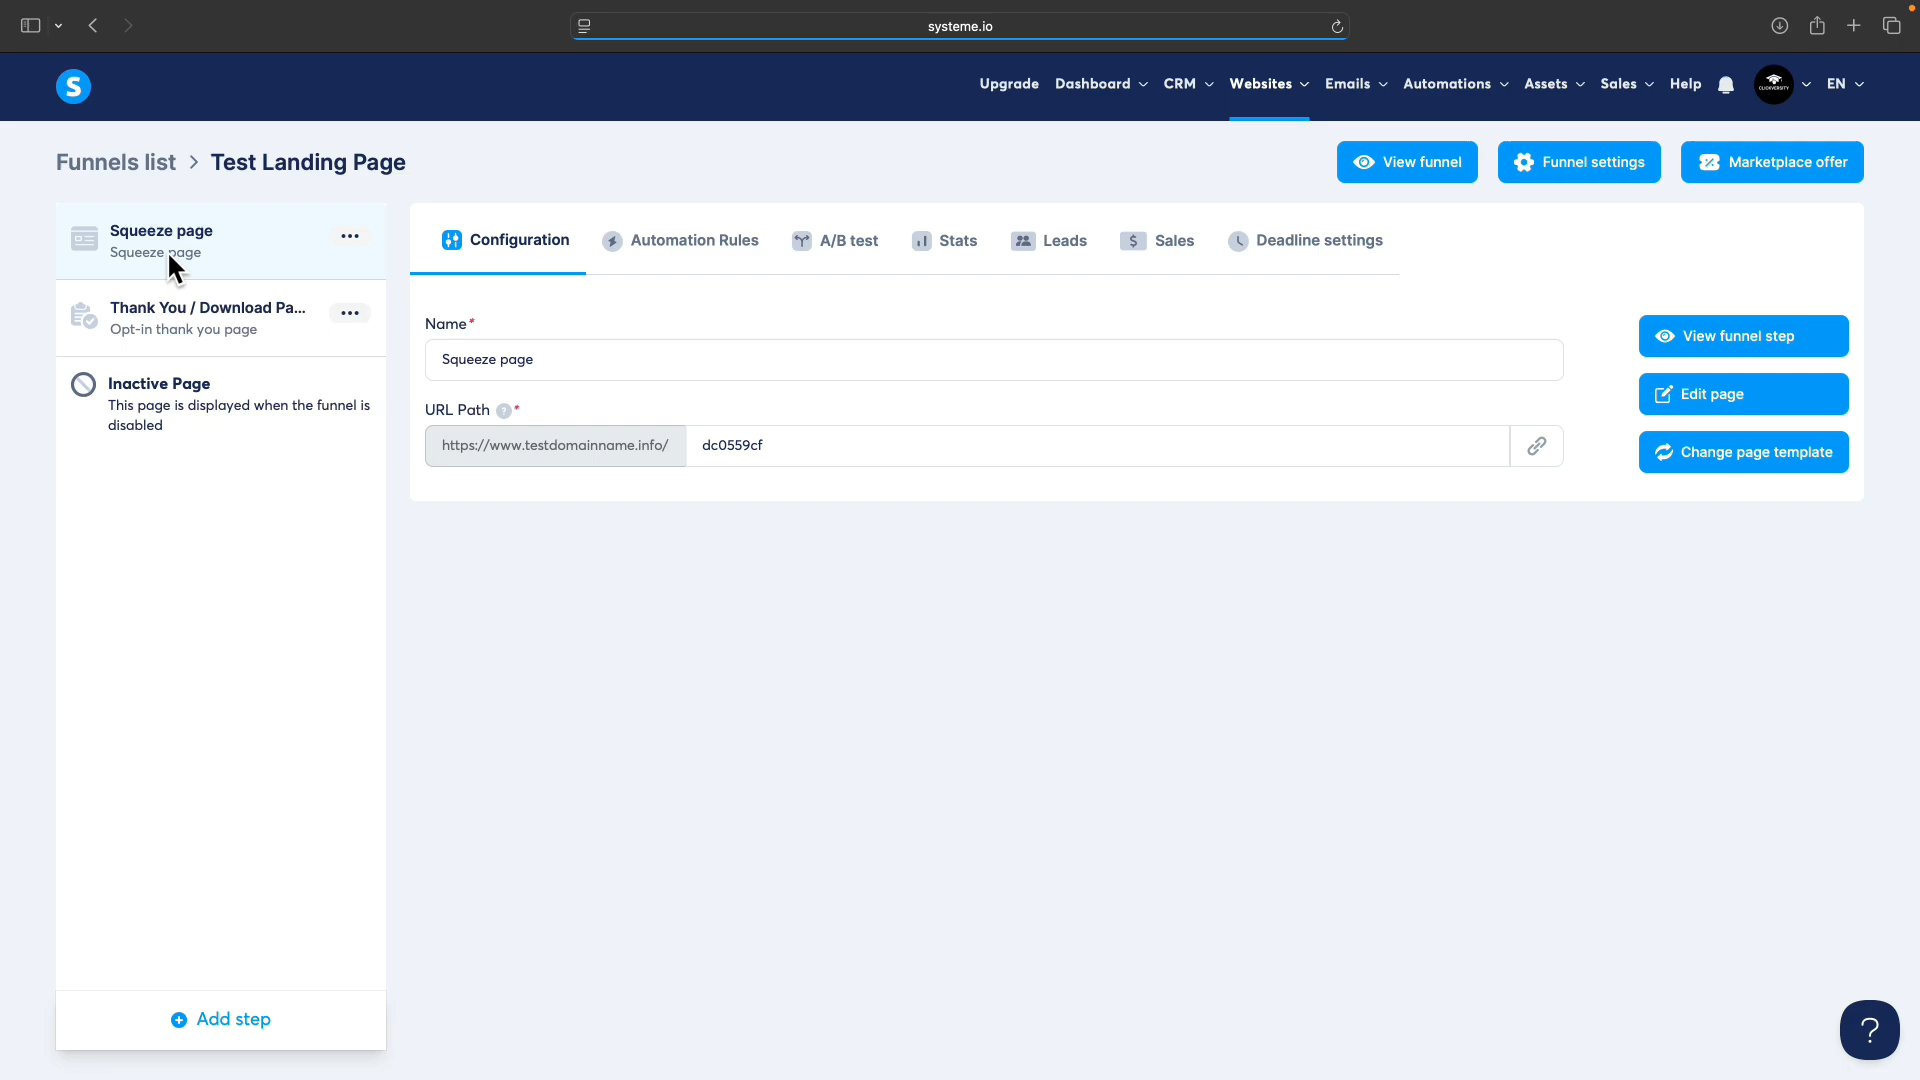 systeme.io
S
Upgrade Dashboard CRM Websites Emails Automations Assets Sales Help EN
CLICKVERSITY
Funnels list > Test Landing Page
View funnel
Funnel settings
Marketplace offer
Squeeze page
Squeeze page
Thank You / Download Pa...
Opt-in thank you page
Inactive Page
This page is displayed when the funnel is
disabled
Add step
Configuration
Automation Rules
A/B test
Stats
Leads
$ Sales
Deadline settings
Name*
Squeeze page
URL Path ? *
https://www.testdomainname.info/ dc0559cf
View funnel step
Edit page
Change page template
?